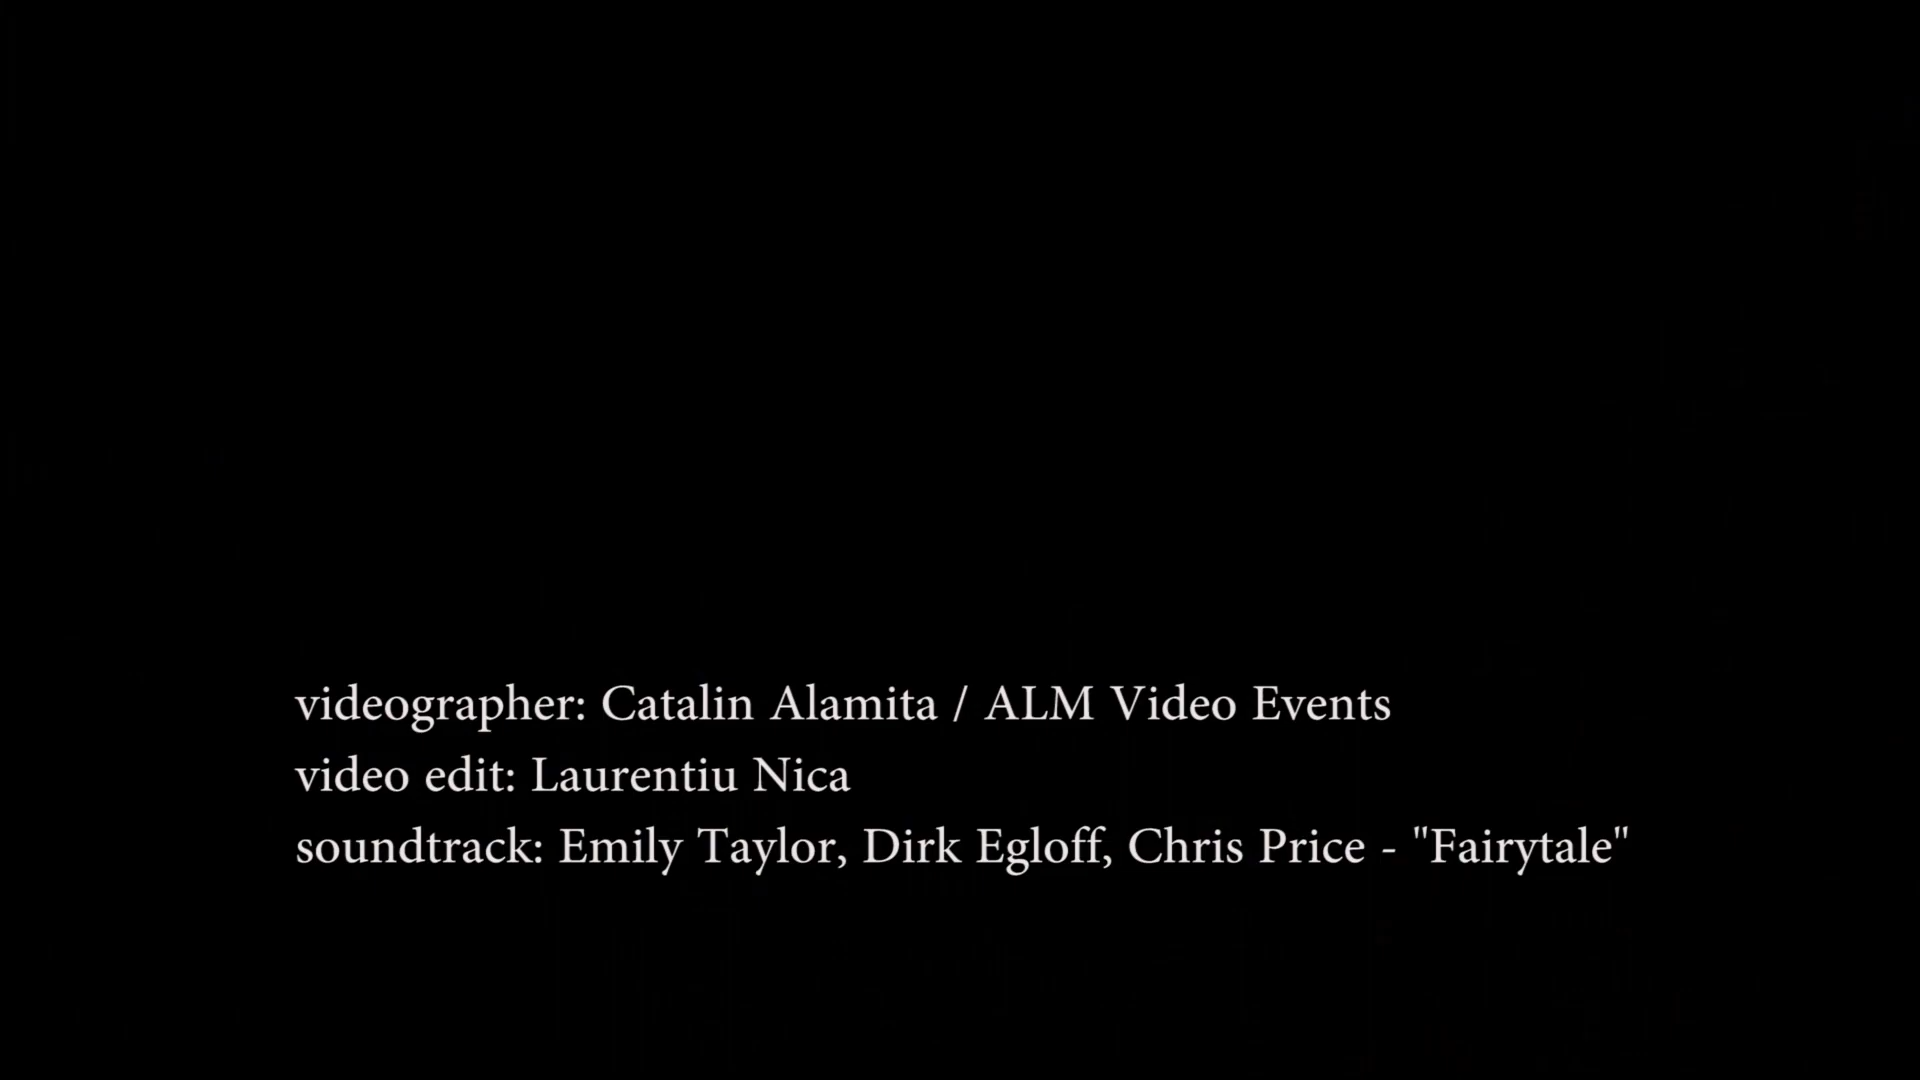 videographer: Catalin Alamita / ALM Video Events
video edit: Laurentiu Nica
soundtrack: Emily Taylor, Dirk Egloff, Chris Price - "Fairytale"